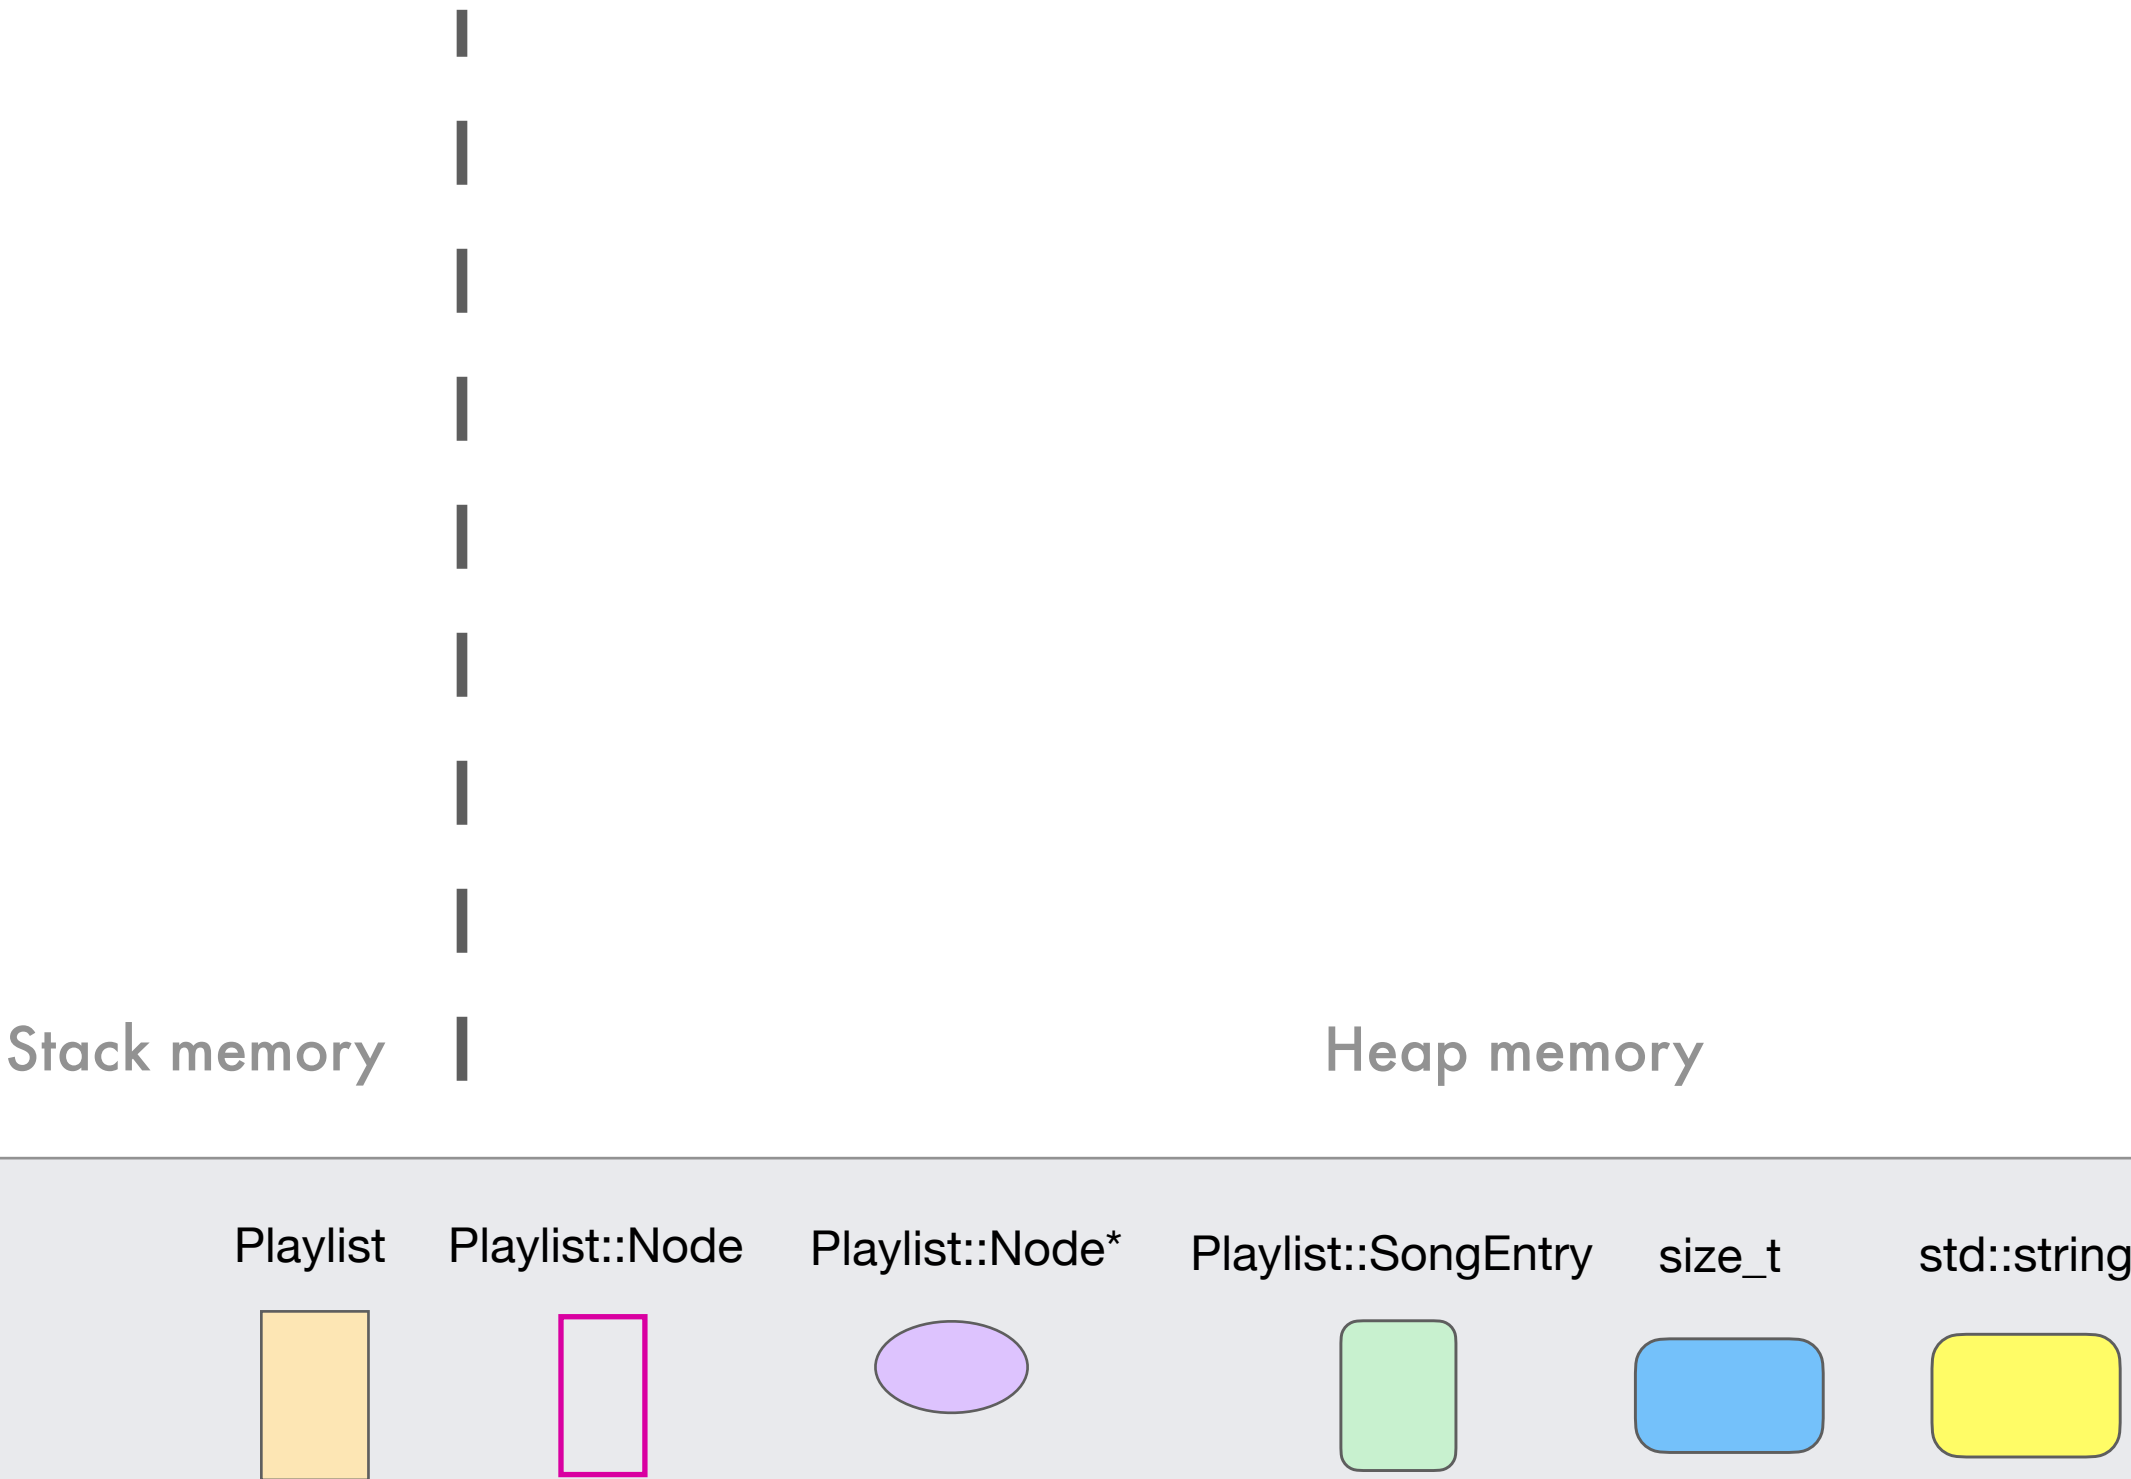 Stack memory
Heap memory
Playlist
Playlist::Node
Playlist::Node*
Playlist::SongEntry
size_t
std::string